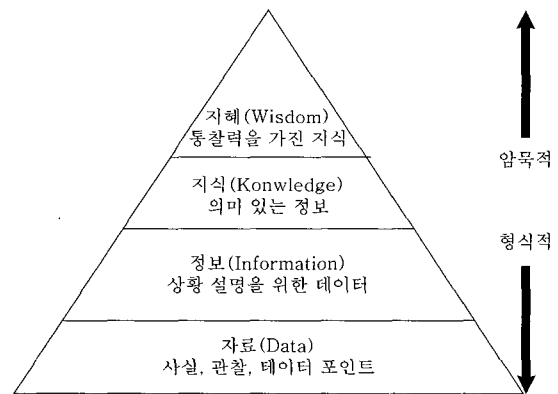 지혜(Wisdom)
통찰력을 가진 지식
지식(Konwledge)
의미 있는 정보
정보(Information)
상황 설명을 위한 데이터
자료(Data)
사실, 관찰, 테이터 포인트
암묵적
형식적